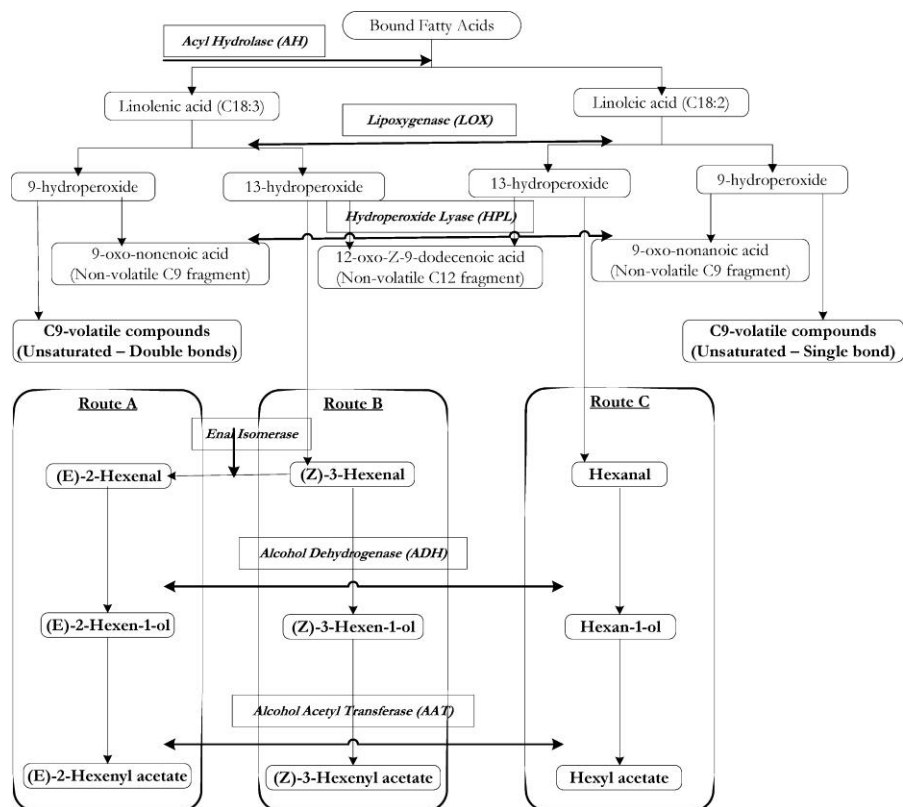 Bound Fatty Acids
Acyl Hydrolase (AH)
Linolenic acid (C18:3)
Linoleic acid (C18:2)
Lipoxygenase (LOX)
9-hydroperoxide
13-hydroperoxide
13-hydroperoxide
9-hydroperoxide
Hydroperoxide Lyase (HPL)
9-oxo-nonenoic acid
(Non-volatile C9 fragment)
12-oxo-Z-9-dodecenoic acid
(Non-volatile C12 fragment)
9-oxo-nonanoic acid
(Non-volatile C9 fragment)
C9-volatile compounds
(Unsaturated – Double bonds)
C9-volatile compounds
(Unsaturated – Single bond)
Route A
Route B
Route C
Enal Isomerase
(E)-2-Hexenal
(Z)-3-Hexenal
Hexanal
Alcohol Dehydrogenase (ADH)
(E)-2-Hexen-1-ol
(Z)-3-Hexen-1-ol
Hexan-1-ol
Alcohol Acetyl Transferase (AAT)
(E)-2-Hexenyl acetate
(Z)-3-Hexenyl acetate
Hexyl acetate